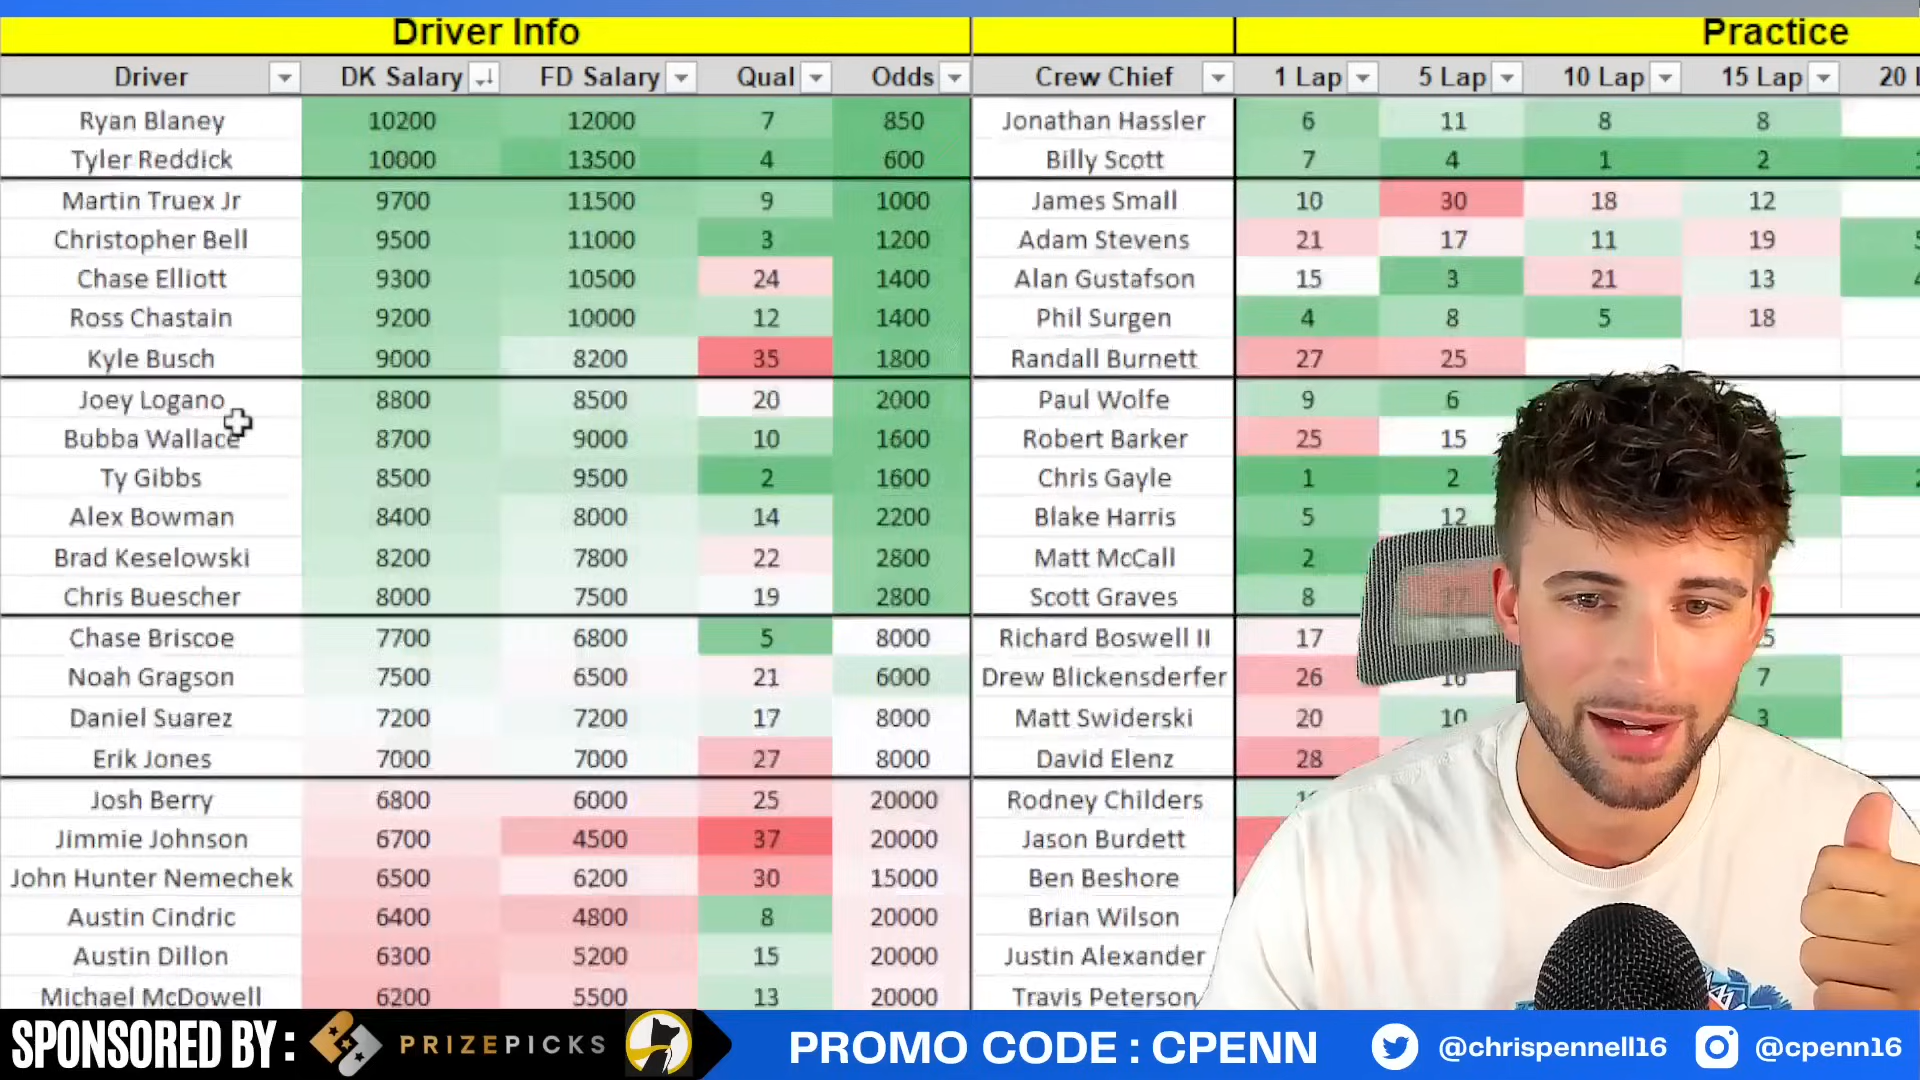 Driver Info Practice
Driver DK Salary FD Salary Qual Odds Crew Chief 1 Lap 5 Lap 10 Lap 15 Lap 20
Ryan Blaney 10200 12000 7 850 Jonathan Hassler 6 11 8 8
Tyler Reddick 10000 13500 4 600 Billy Scott 7 4 1 2
Martin Truex Jr 9700 11500 9 1000 James Small 10 30 18 12
Christopher Bell 9500 11000 3 1200 Adam Stevens 21 17 11 19
Chase Elliott 9300 10500 24 1400 Alan Gustafson 15 3 21 13
Ross Chastain 9200 10000 12 1400 Phil Surgen 4 8 5 18
Kyle Busch 9000 8200 35 1800 Randall Burnett 27 25
Joey Logano 8800 8500 20 2000 Paul Wolfe 9 6
Bubba Wallace 8700 9000 10 1600 Robert Barker 25 15
Ty Gibbs 8500 9500 2 1600 Chris Gayle 1 2
Alex Bowman 8400 8000 14 2200 Blake Harris 5 12
Brad Keselowski 8200 7800 22 2800 Matt McCall 2
Chris Buescher 8000 7500 19 2800 Scott Graves 8
Chase Briscoe 7700 6800 5 8000 Richard Boswell II 17
Noah Gragson 7500 6500 21 6000 Drew Blickensderfer 26 16 7
Daniel Suarez 7200 7200 17 8000 Matt Swiderski 20 10 3
Erik Jones 7000 7000 27 8000 David Elenz 28
Josh Berry 6800 6000 25 20000 Rodney Childers
Jimmie Johnson 6700 4500 37 20000 Jason Burdett
John Hunter Nemechek 6500 6200 30 15000 Ben Beshore
Austin Cindric 6400 4800 8 20000 Brian Wilson
Austin Dillon 6300 5200 15 20000 Justin Alexander
Michael McDowell 6200 5500 13 20000 Travis Peterson
SPONSORED BY: PRIZEPICKS PROMO CODE : CPENN @chrispennell16 @cpenn16